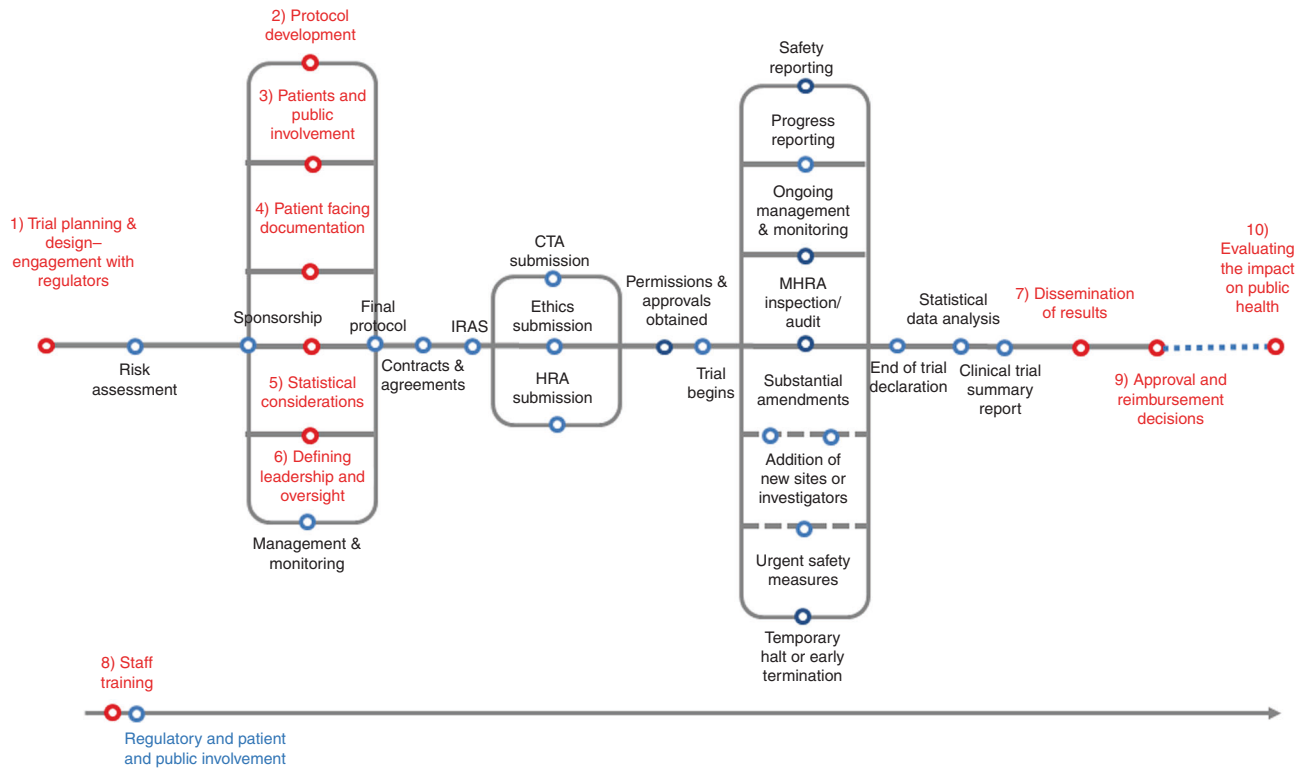 2) Protocol
development
3) Patients and
public
involvement
4) Patient facing
documentation
1) Trial planning &
design–
engagement with
regulators
Risk
assessment
Sponsorship
5) Statistical
considerations
6) Defining
leadership and
oversight
Management &
monitoring
Final
protocol
Contracts &
agreements
IRAS
CTA
submission
Ethics
submission
HRA
submission
Permissions &
approvals
obtained
Trial
begins
Safety
reporting
Progress
reporting
Ongoing
management
& monitoring
MHRA
inspection/
audit
Substantial
amendments
Addition of
new sites or
investigators
Urgent safety
measures
Temporary
halt or early
termination
End of trial
declaration
Statistical
data analysis
Clinical trial
summary
report
7) Dissemination
of results
9) Approval and
reimbursement
decisions
10)
Evaluating
the impact
on public
health
8) Staff
training
Regulatory and patient
and public involvement